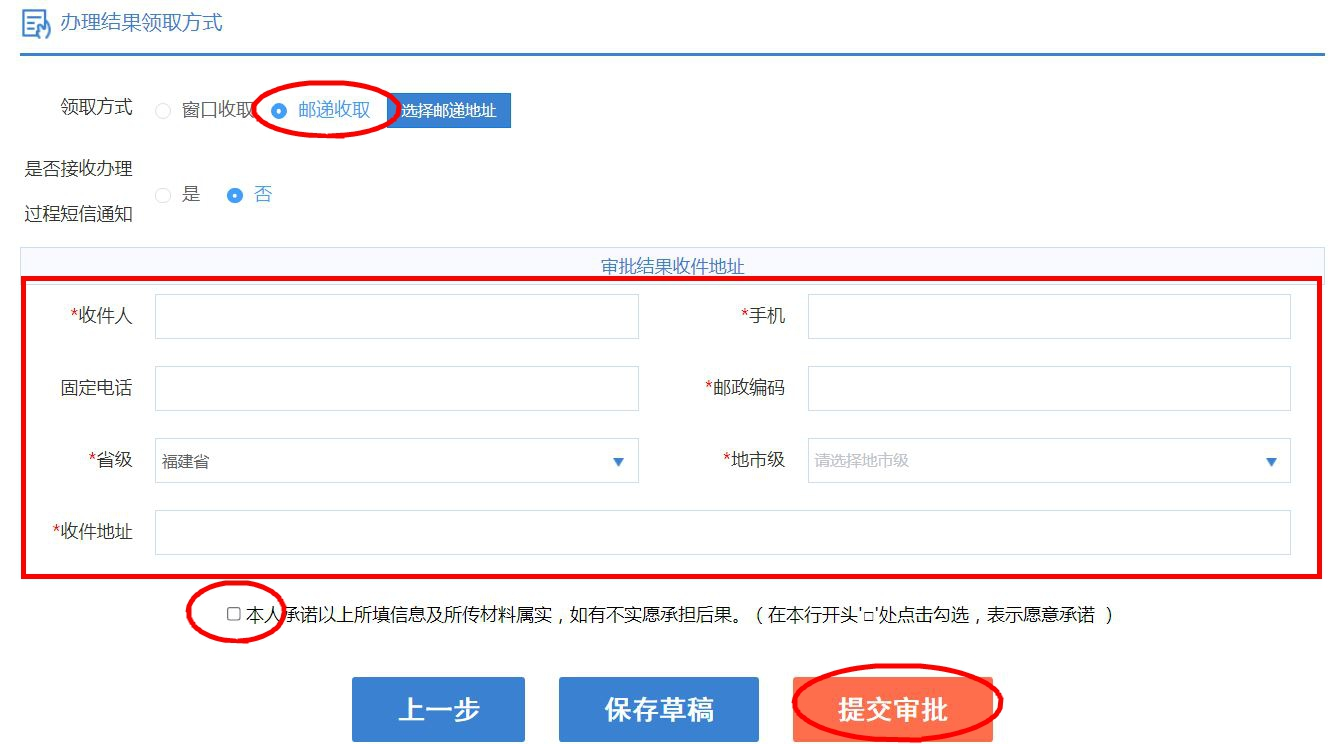 办理结果领取方式
领取方式 窗口收取 邮递收取 选择邮递地址
是否接收办理
过程短信通知 是 否
审批结果收件地址
*收件人 *手机
固定电话 *邮政编码
*省级 福建省 *地市级 请选择地市级
*收件地址
本人承诺以上所填信息及所传材料属实，如有不实愿承担后果。（在本行开头'□'处点击勾选，表示愿意承诺 ）
上一步 保存草稿 提交审批